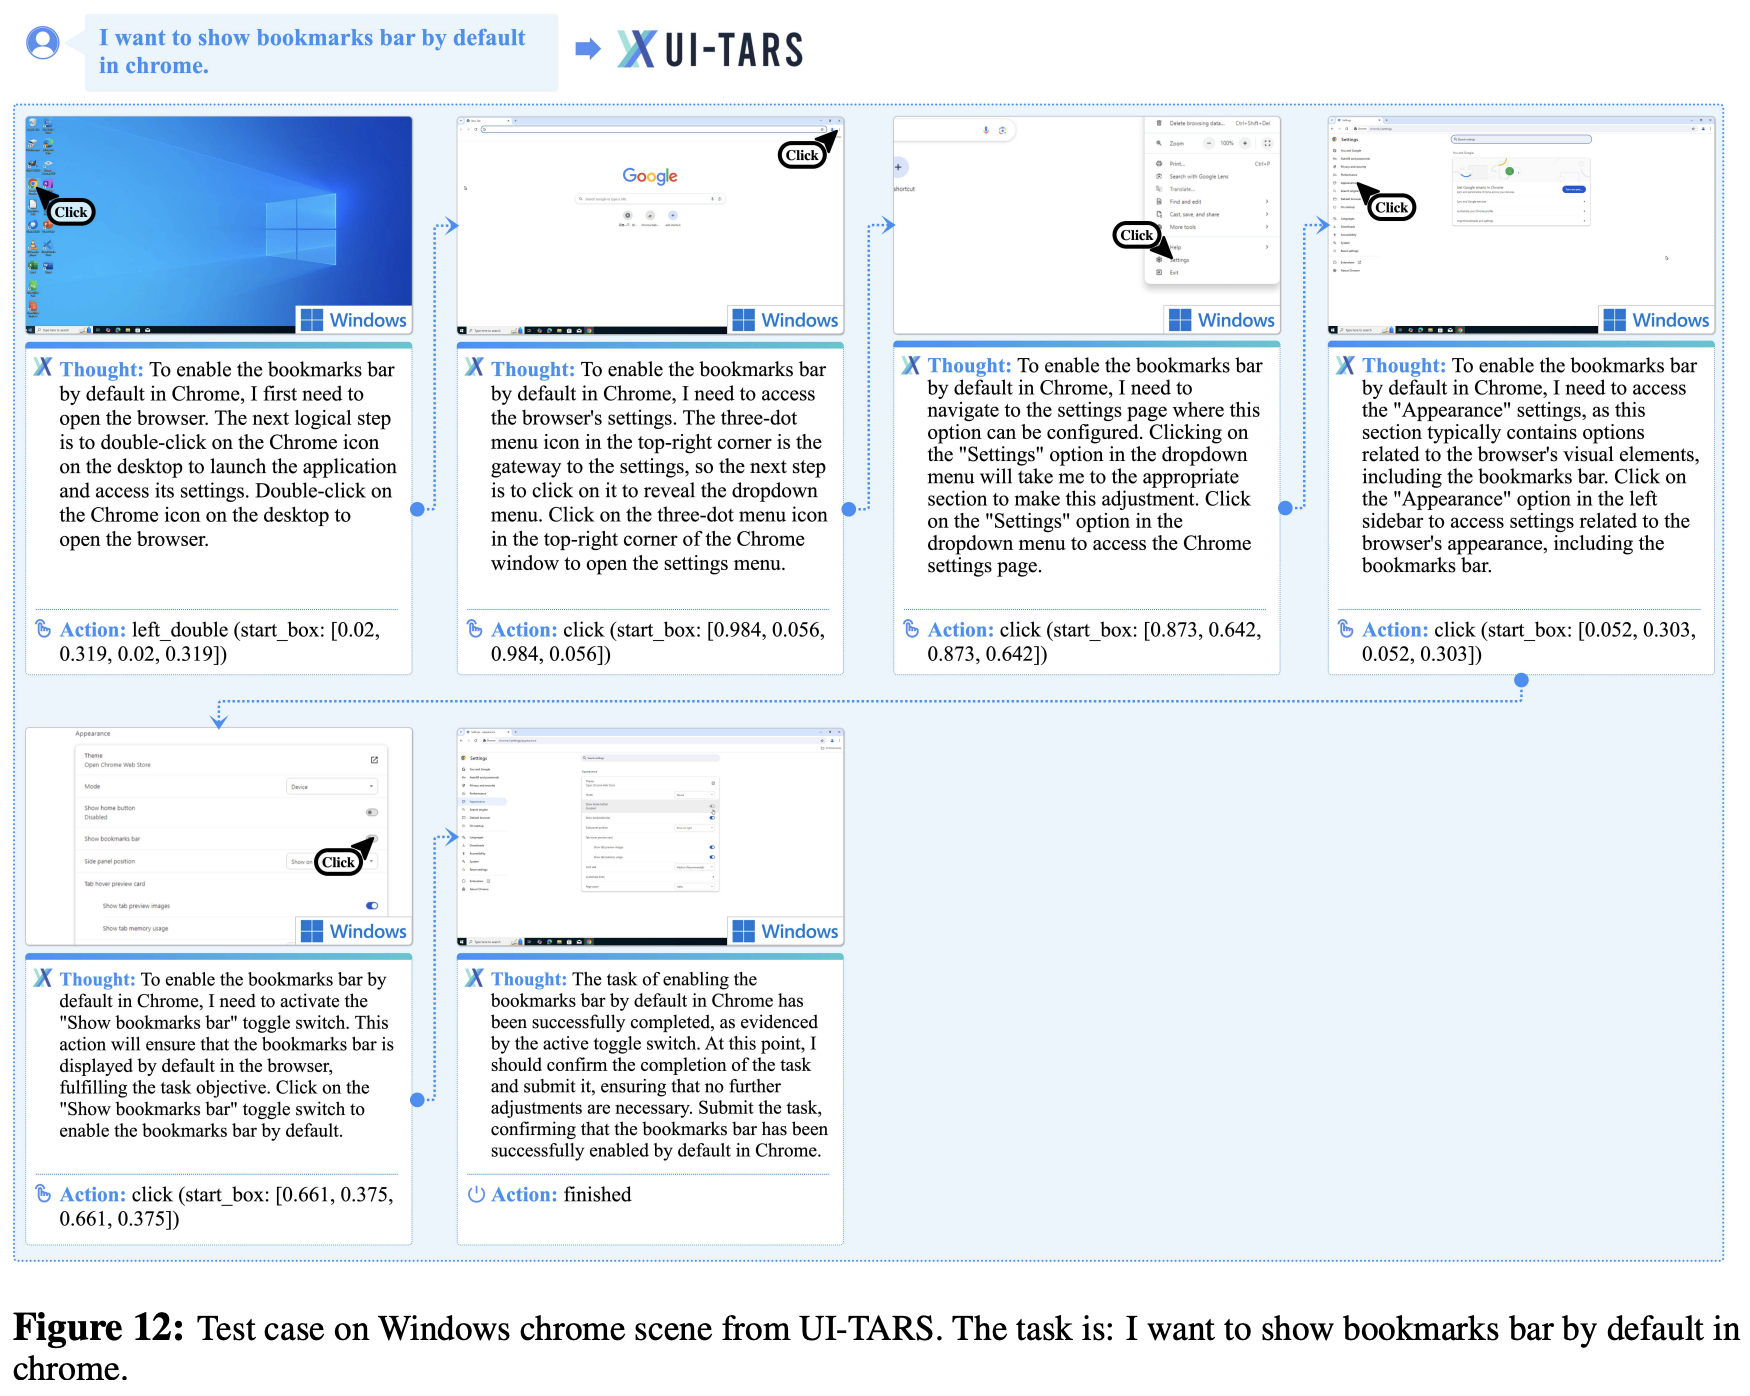 I want to show bookmarks bar by default
in chrome.
UI-TARS
Click
Windows
Google
Click
Windows
shortcut
Delete browsing data... Ctrl+Shift+Del
Zoom 100%
Print... Ctrl+P
Search with Google Lens
Translate...
Find and edit
Cast, save, and share
More tools
Help
Settings
Exit
Click
Windows
Settings
Click
Windows
Thought: To enable the bookmarks bar
by default in Chrome, I first need to
open the browser. The next logical step
is to double-click on the Chrome icon
on the desktop to launch the application
and access its settings. Double-click on
the Chrome icon on the desktop to
open the browser.
Action: left_double (start_box: [0.02,
0.319, 0.02, 0.319])
Thought: To enable the bookmarks bar
by default in Chrome, I need to access
the browser's settings. The three-dot
menu icon in the top-right corner is the
gateway to the settings, so the next step
is to click on it to reveal the dropdown
menu. Click on the three-dot menu icon
in the top-right corner of the Chrome
window to open the settings menu.
Action: click (start_box: [0.984, 0.056,
0.984, 0.056])
Thought: To enable the bookmarks bar
by default in Chrome, I need to
navigate to the settings page where this
option can be configured. Clicking on
the "Settings" option in the dropdown
menu will take me to the appropriate
section to make this adjustment. Click
on the "Settings" option in the
dropdown menu to access the Chrome
settings page.
Action: click (start_box: [0.873, 0.642,
0.873, 0.642])
Thought: To enable the bookmarks bar
by default in Chrome, I need to access
the "Appearance" settings, as this
section typically contains options
related to the browser's visual elements,
including the bookmarks bar. Click on
the "Appearance" option in the left
sidebar to access settings related to the
browser's appearance, including the
bookmarks bar.
Action: click (start_box: [0.052, 0.303,
0.052, 0.303])
Appearance
Theme
Open Chrome Web Store
Mode Device
Show home button
Disabled
Show bookmarks bar
Side panel position Show on
Click
Tab hover preview card
Show tab preview images
Show tab memory usage
Windows
Settings
Windows
Thought: To enable the bookmarks bar by
default in Chrome, I need to activate the
"Show bookmarks bar" toggle switch. This
action will ensure that the bookmarks bar is
displayed by default in the browser,
fulfilling the task objective. Click on the
"Show bookmarks bar" toggle switch to
enable the bookmarks bar by default.
Action: click (start_box: [0.661, 0.375,
0.661, 0.375])
Thought: The task of enabling the
bookmarks bar by default in Chrome has
been successfully completed, as evidenced
by the active toggle switch. At this point, I
should confirm the completion of the task
and submit it, ensuring that no further
adjustments are necessary. Submit the task,
confirming that the bookmarks bar has been
successfully enabled by default in Chrome.
Action: finished
Figure 12: Test case on Windows chrome scene from UI-TARS. The task is: I want to show bookmarks bar by default in
chrome.